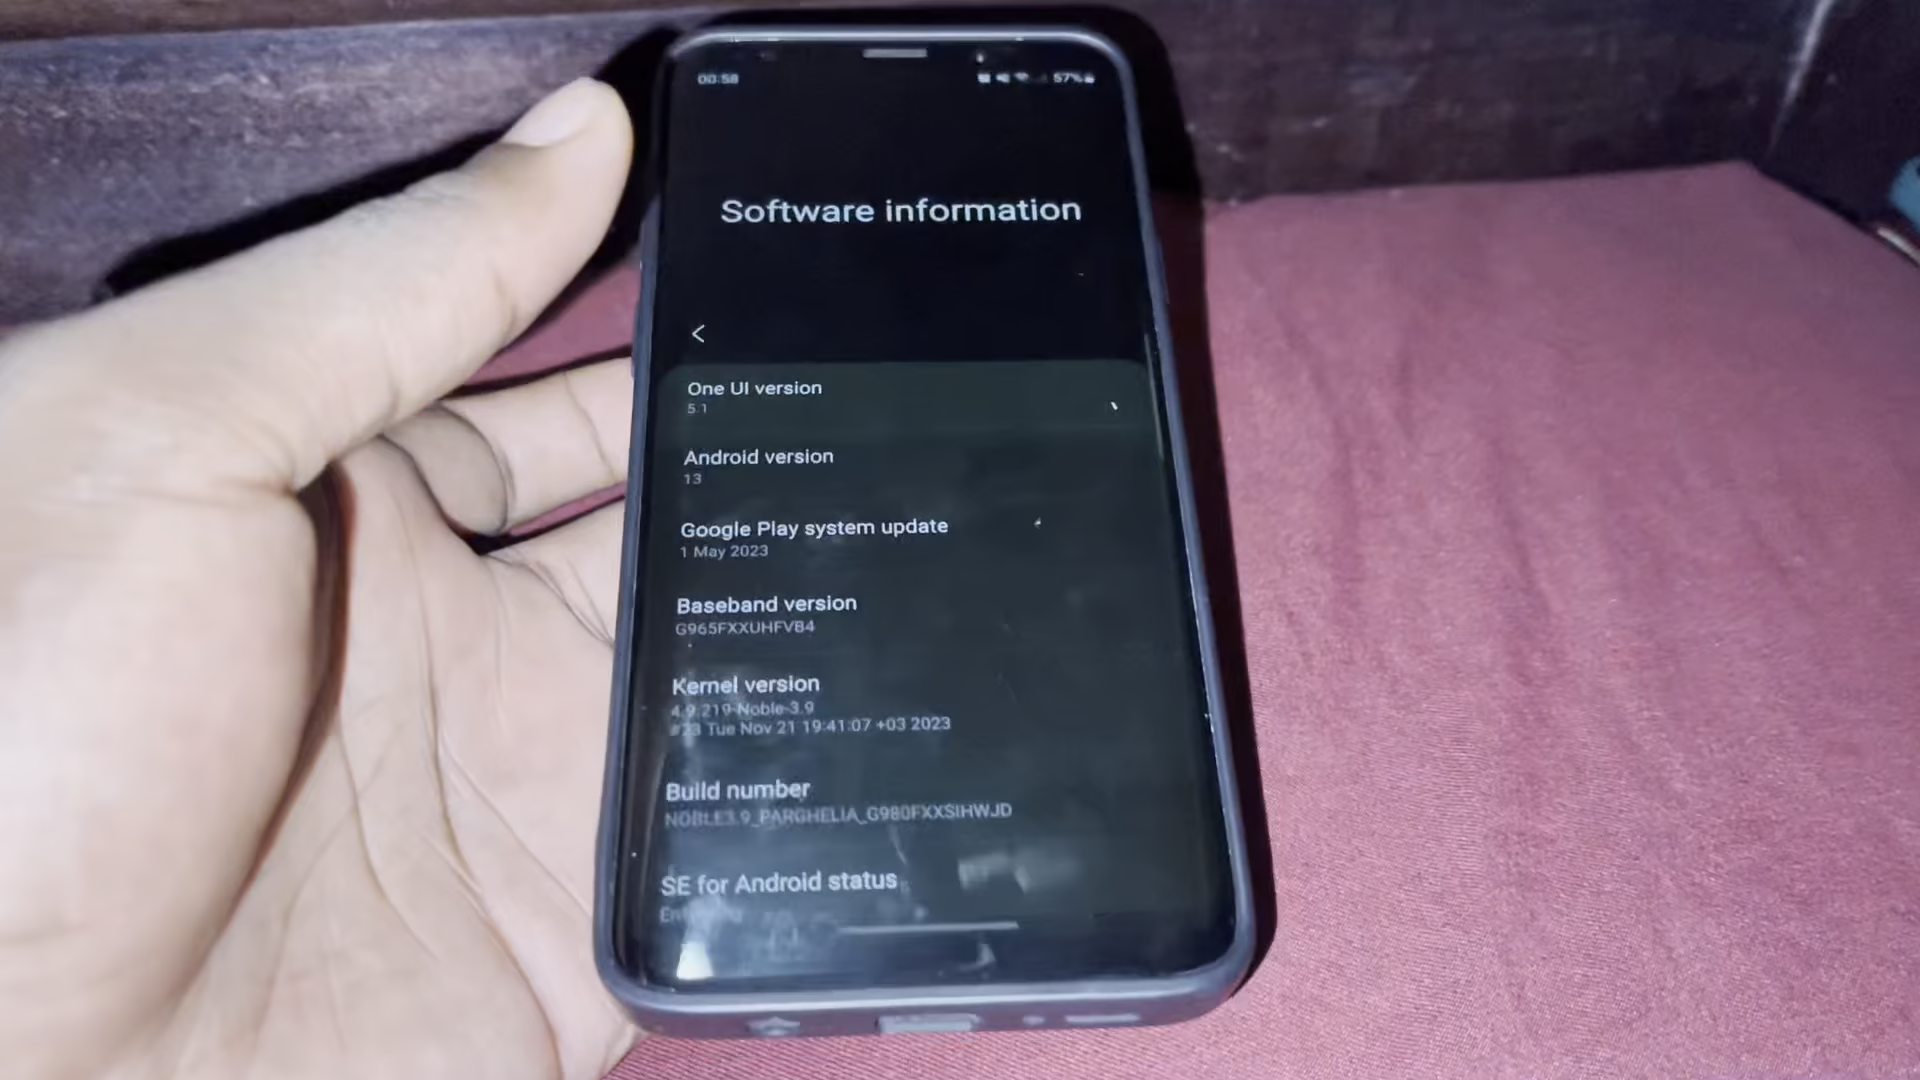 00:58
57%
Software information
One UI version
5.1
Android version
13
Google Play system update
1 May 2023
Baseband version
G965FXXUHFVB4
Kernel version
4.9.219-Noble-3.9
#23 Tue Nov 21 19:41:07 +03 2023
Build number
NOBLE3.9_PARGHELIA_G980FXXSIHWJD
SE for Android status